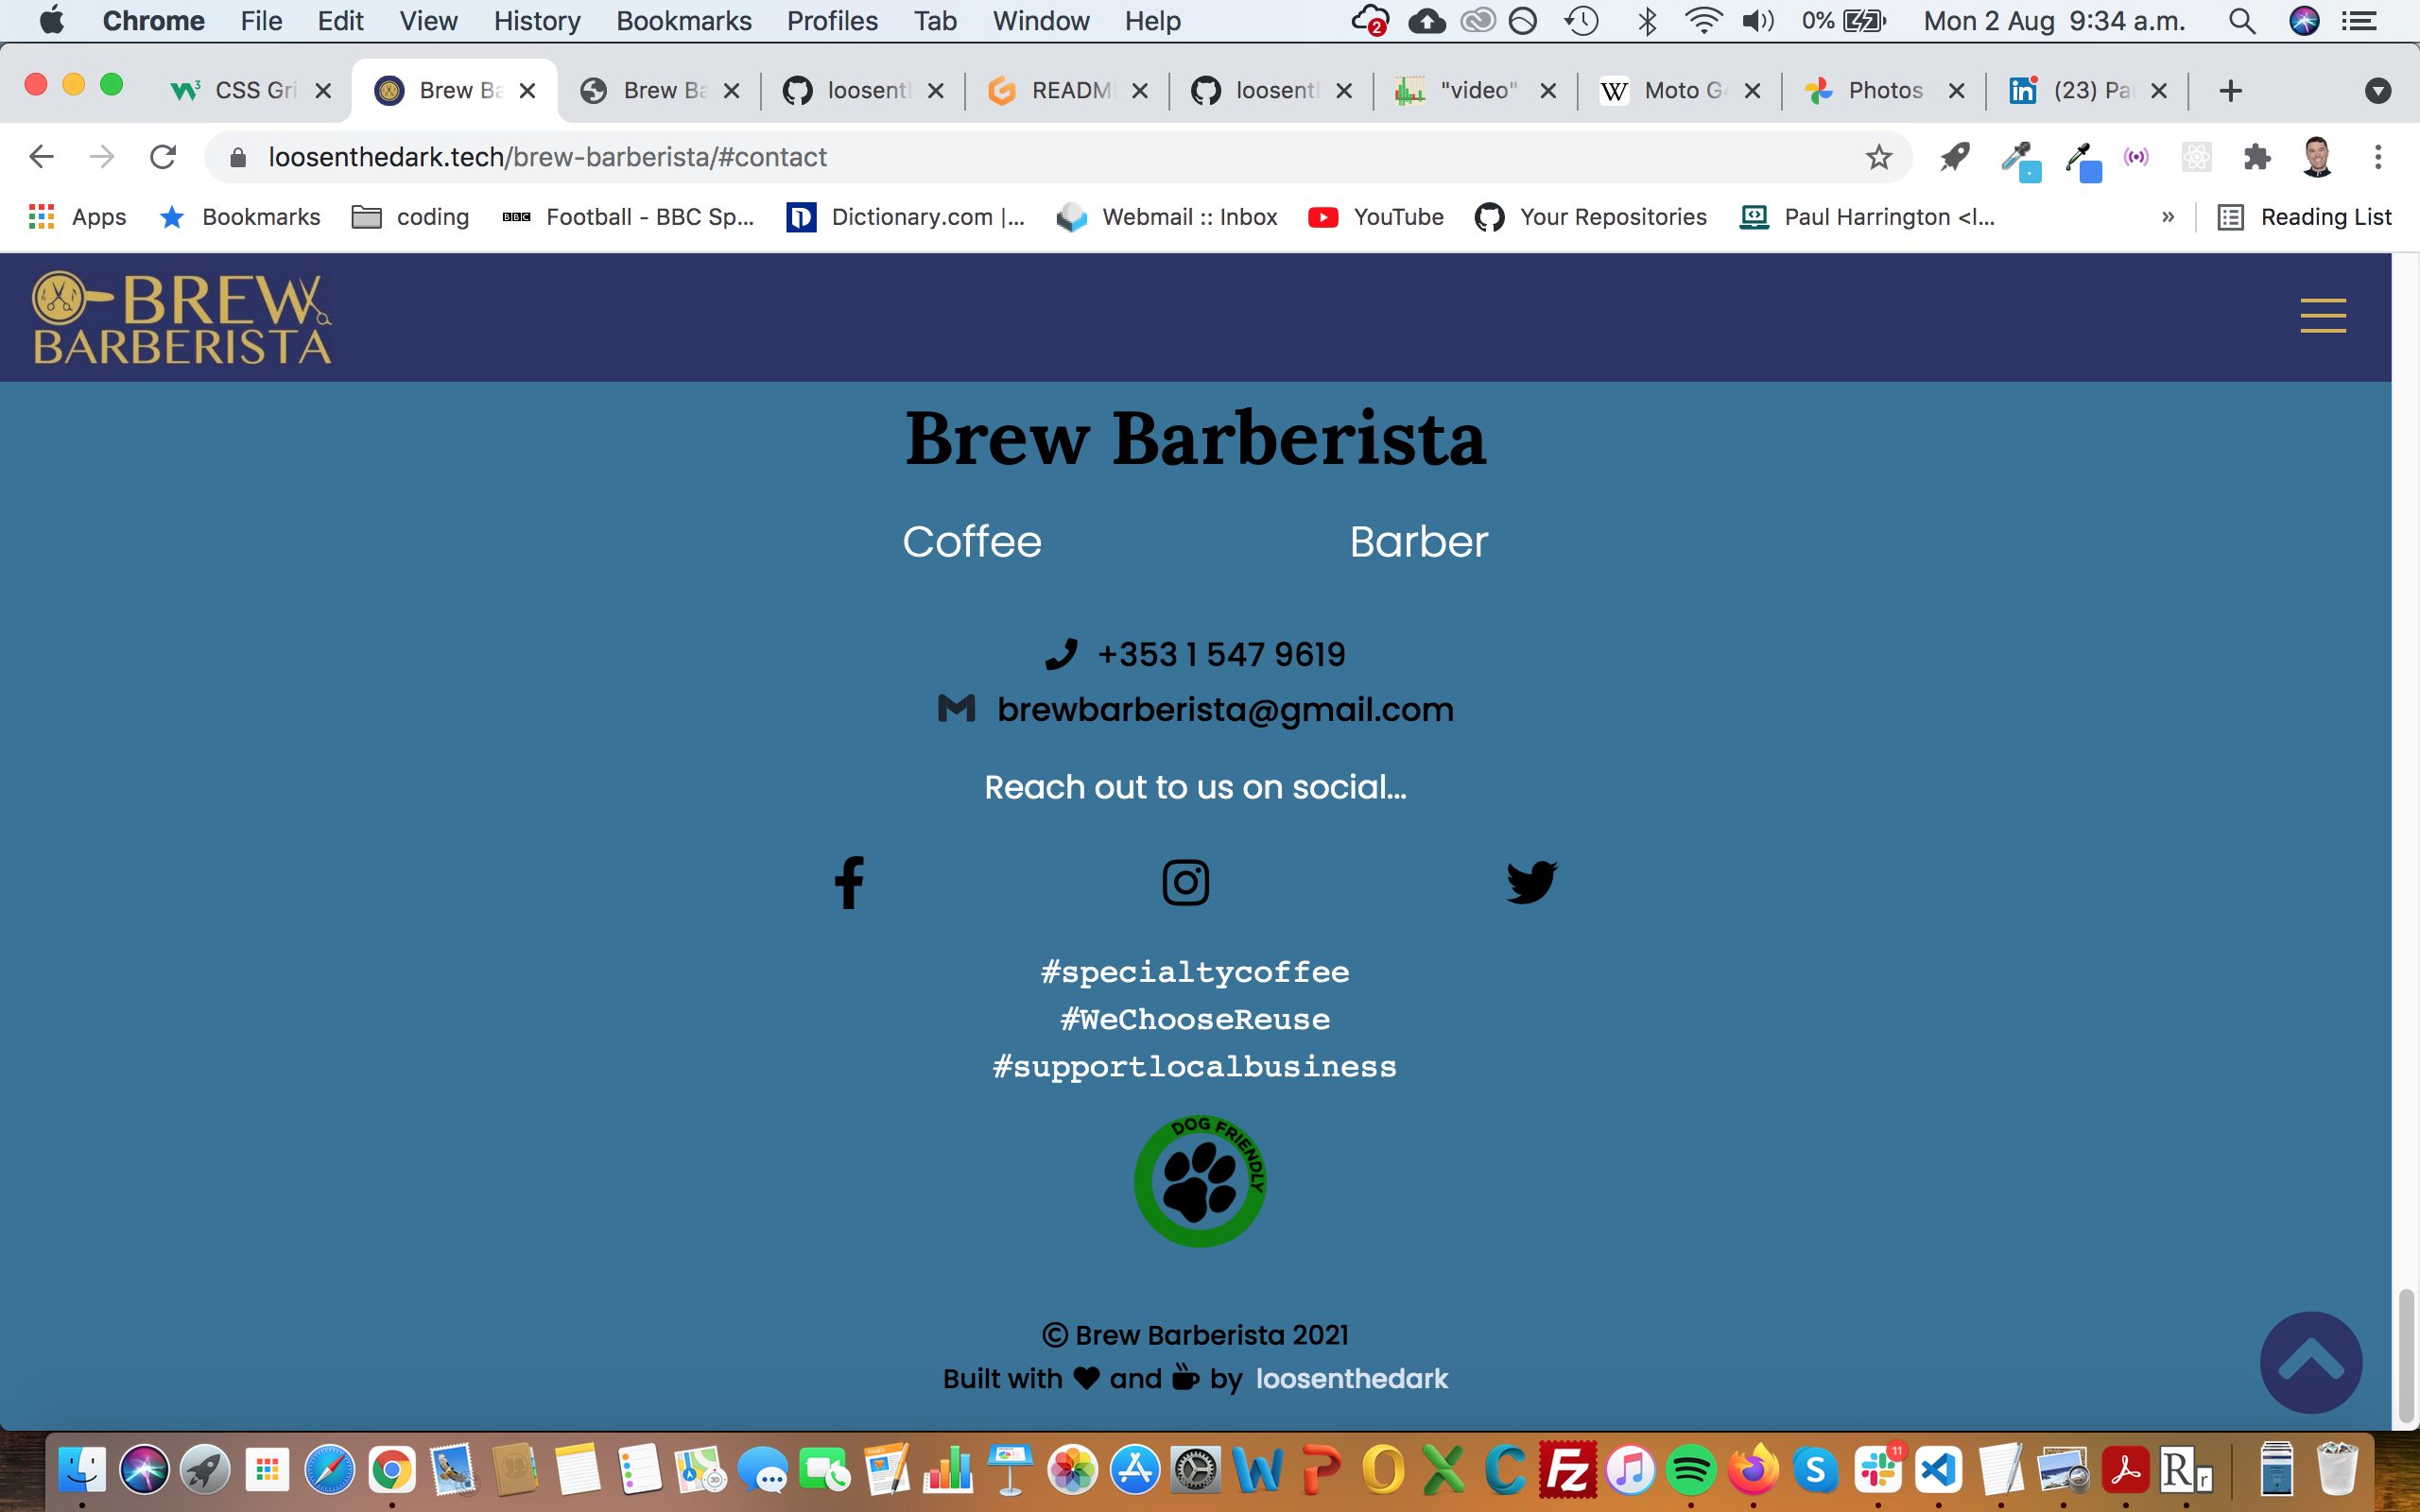 Chrome File Edit View History Bookmarks Profiles Tab Window Help 2 0% Mon 2 Aug 9:34 a.m.
CSS Gri Brew Ba Brew Ba loosent READM loosent "video" Moto G Photos (23) Pa
loosenthedark.tech/brew-barberista/#contact
Apps Bookmarks coding BBC Football - BBC Sp... Dictionary.com |... Webmail :: Inbox YouTube Your Repositories Paul Harrington <l... » Reading List
BREW
BARBERISTA
Brew Barberista
Coffee Barber
+353 1 547 9619
brewbarberista@gmail.com
Reach out to us on social...
#specialtycoffee
#WeChooseReuse
#supportlocalbusiness
DOG FRIENDLY
© Brew Barberista 2021
Built with and by loosenthedark
11